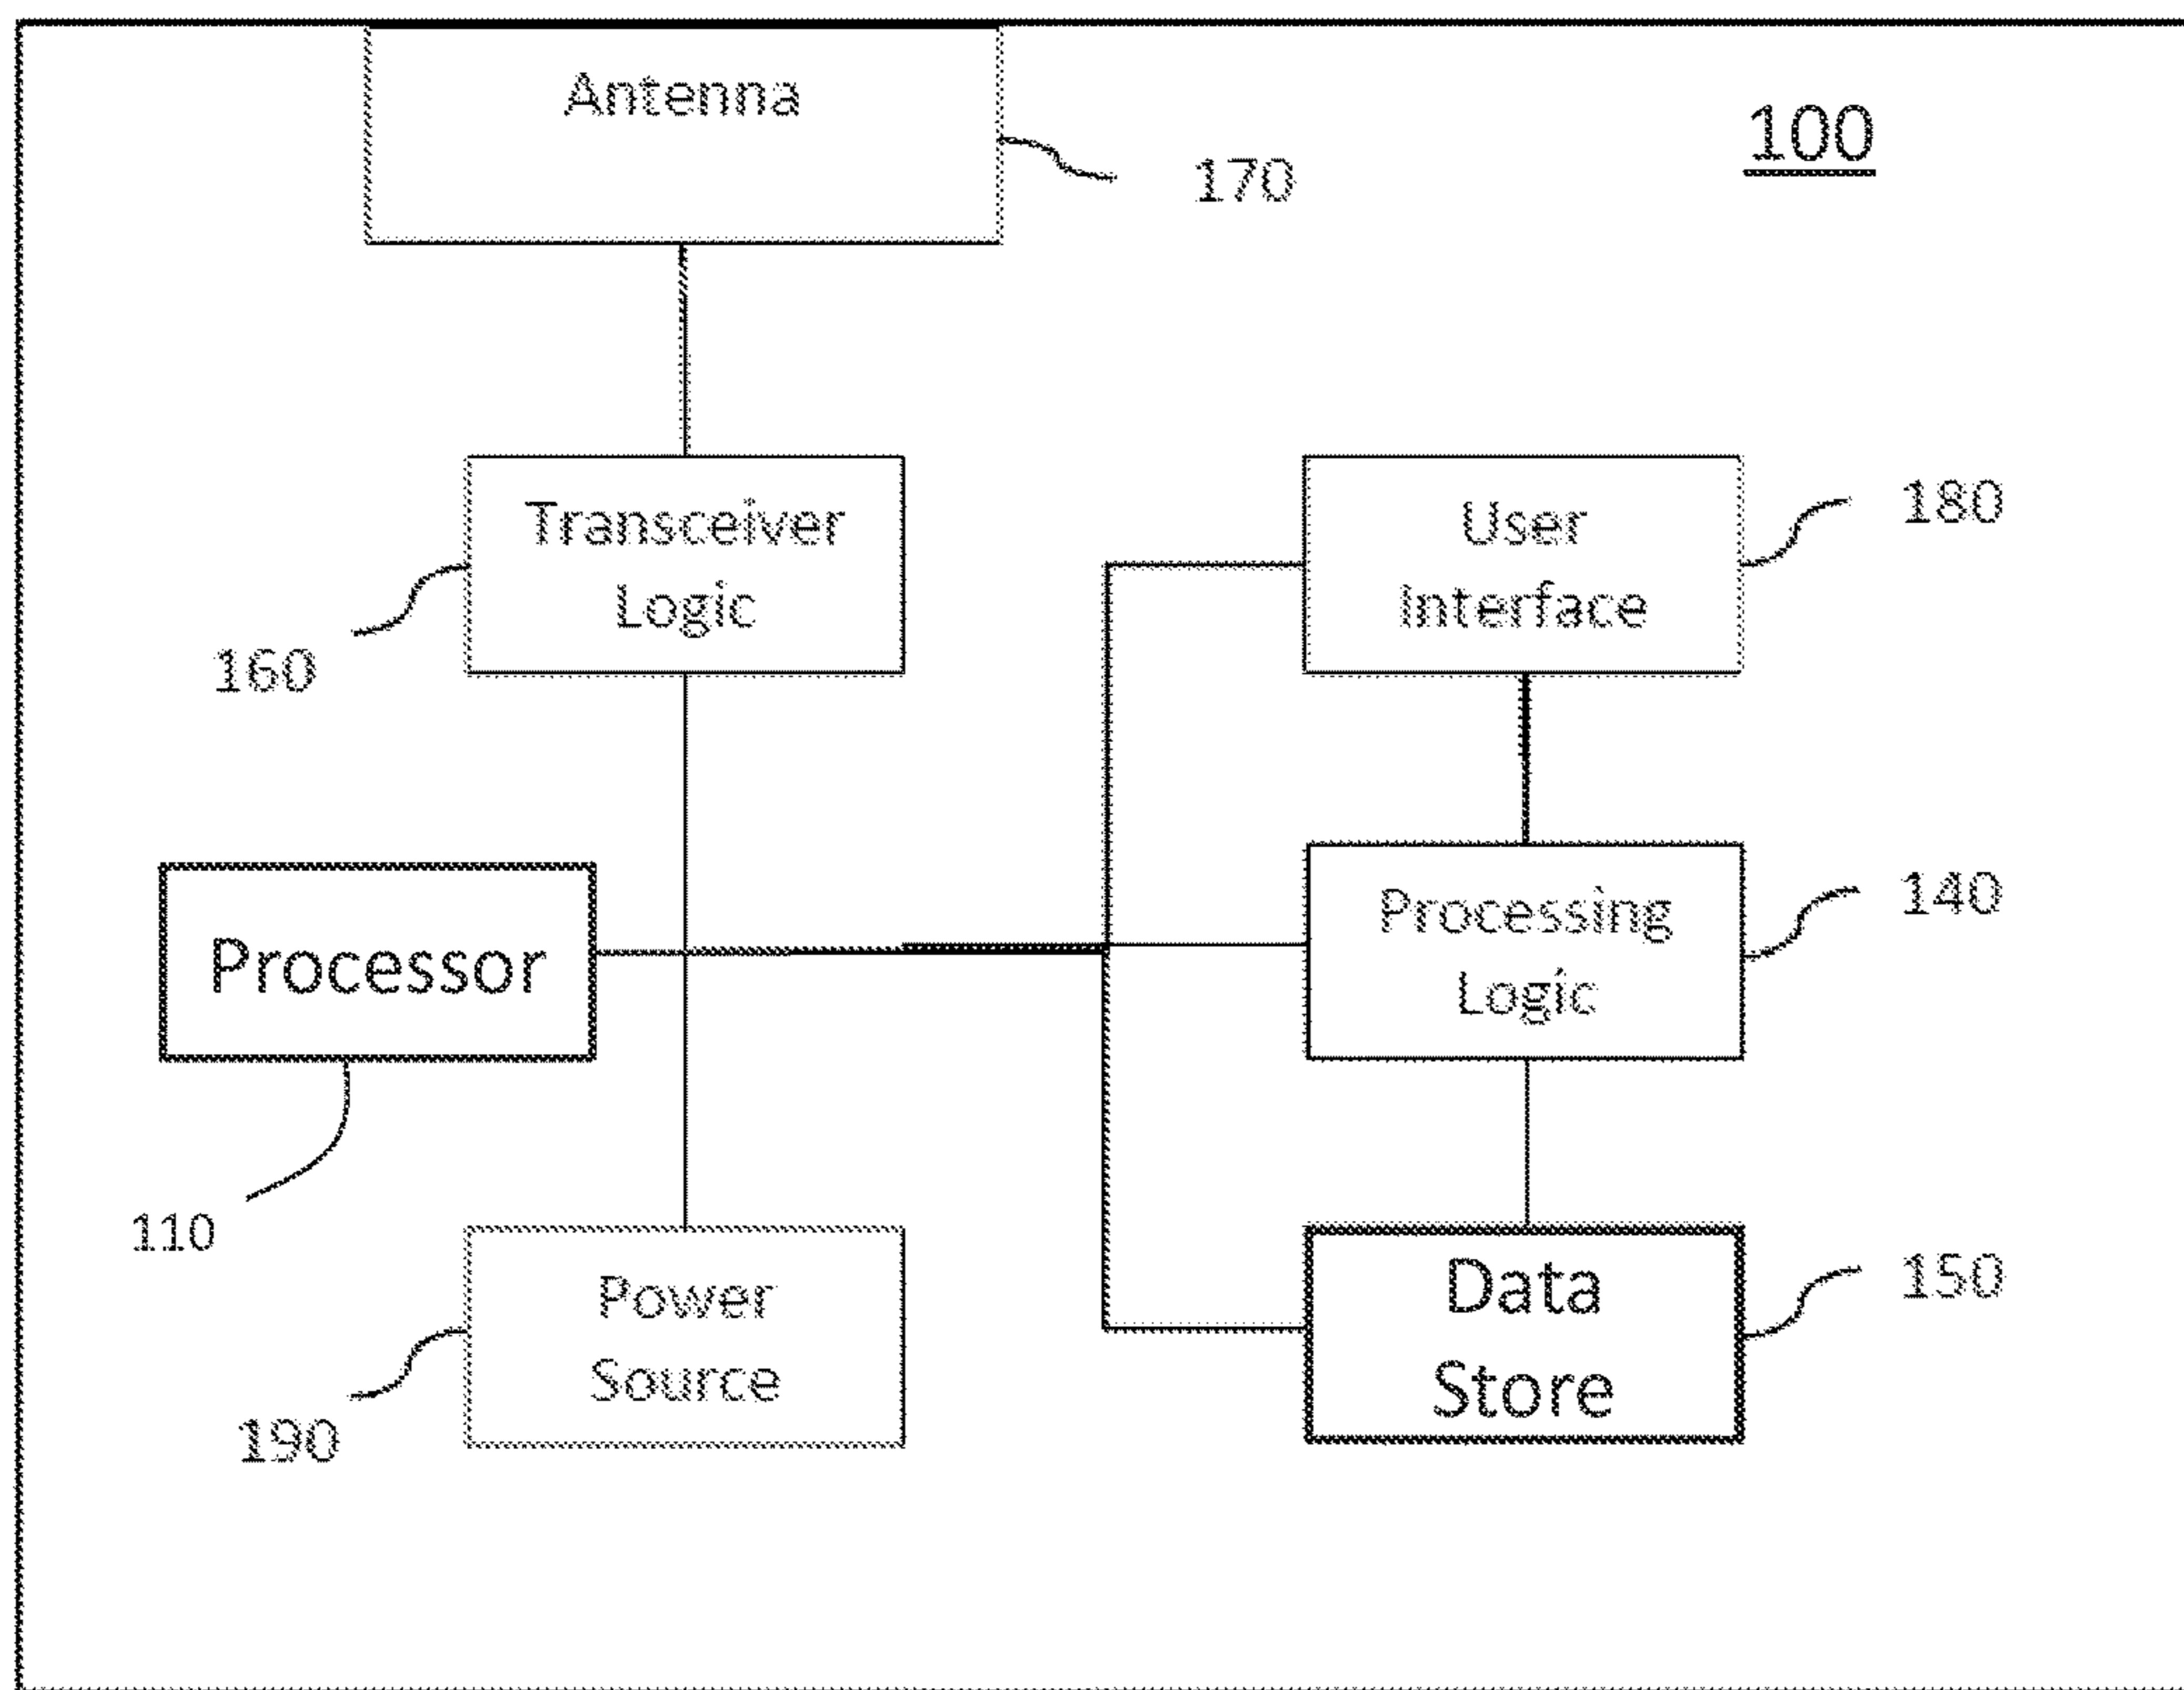 Antenna
100
170
Transceiver
Logic
160
User
Interface
180
Processor
110
Processing
Logic
140
Power
Source
190
Data
Store
150